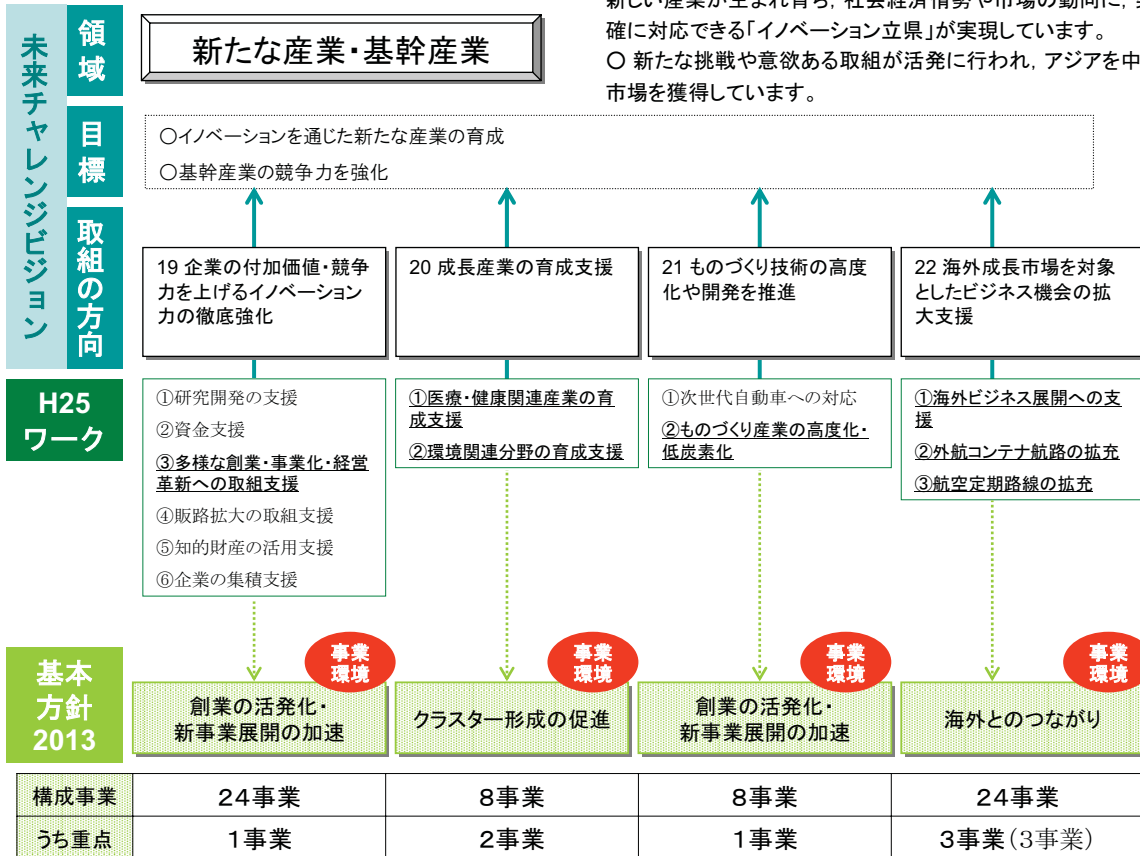 新しい産業が生まれ育ち，社会経済情勢や市場の動向に，
確に対応できる「イノベーション立県」が実現しています。
○ 新たな挑戦や意欲ある取組が活発に行われ，アジアを中
市場を獲得しています。
未来チャレンジビジョン
領域
新たな産業・基幹産業
目標
○イノベーションを通じた新たな産業の育成
○基幹産業の競争力を強化
取組の方向
19 企業の付加価値・競争
力を上げるイノベーション
力の徹底強化
20 成長産業の育成支援
21 ものづくり技術の高度
化や開発を推進
22 海外成長市場を対象
としたビジネス機会の拡
大支援
H25
ワーク
①研究開発の支援
②資金支援
③多様な創業・事業化・経営
革新への取組支援
④販路拡大の取組支援
⑤知的財産の活用支援
⑥企業の集積支援
①医療・健康関連産業の育
成支援
②環境関連分野の育成支援
①次世代自動車への対応
②ものづくり産業の高度化・
低炭素化
①海外ビジネス展開への支
援
②外航コンテナ航路の拡充
③航空定期路線の拡充
基本
方針
2013
事業
環境
創業の活発化・
新事業展開の加速
事業
環境
クラスター形成の促進
事業
環境
創業の活発化・
新事業展開の加速
事業
環境
海外とのつながり
構成事業 24事業 8事業 8事業 24事業
うち重点 1事業 2事業 1事業 3事業(3事業)